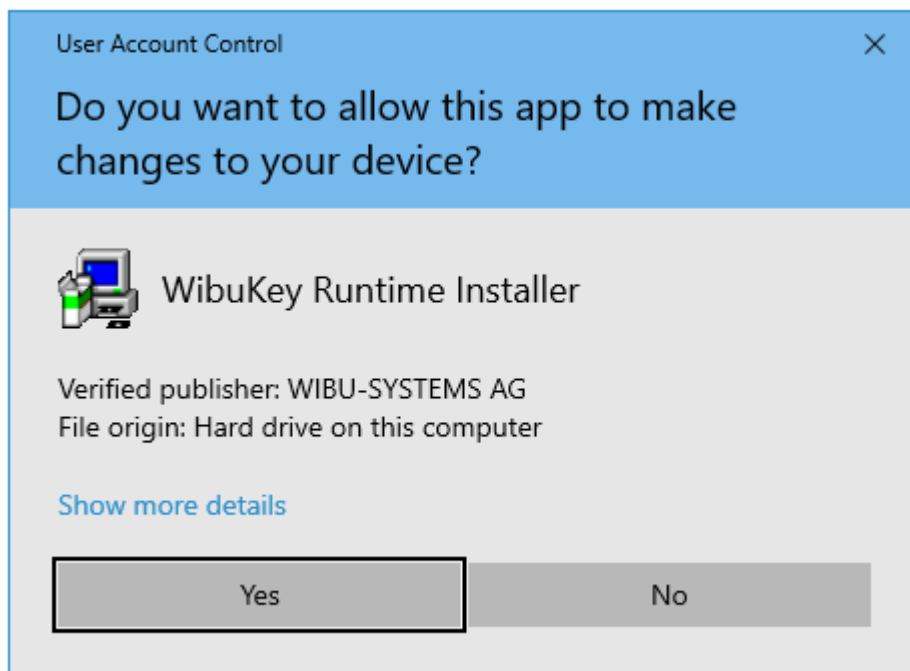 User Account Control
Do you want to allow this app to make
changes to your device?
WibuKey Runtime Installer
Verified publisher: WIBU-SYSTEMS AG
File origin: Hard drive on this computer
Show more details
Yes
No